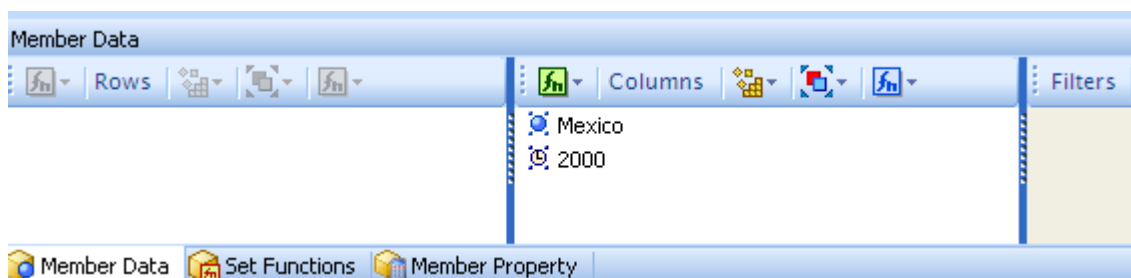 Member Data
Rows Columns Filters
Mexico
2000
Member Data Set Functions Member Property